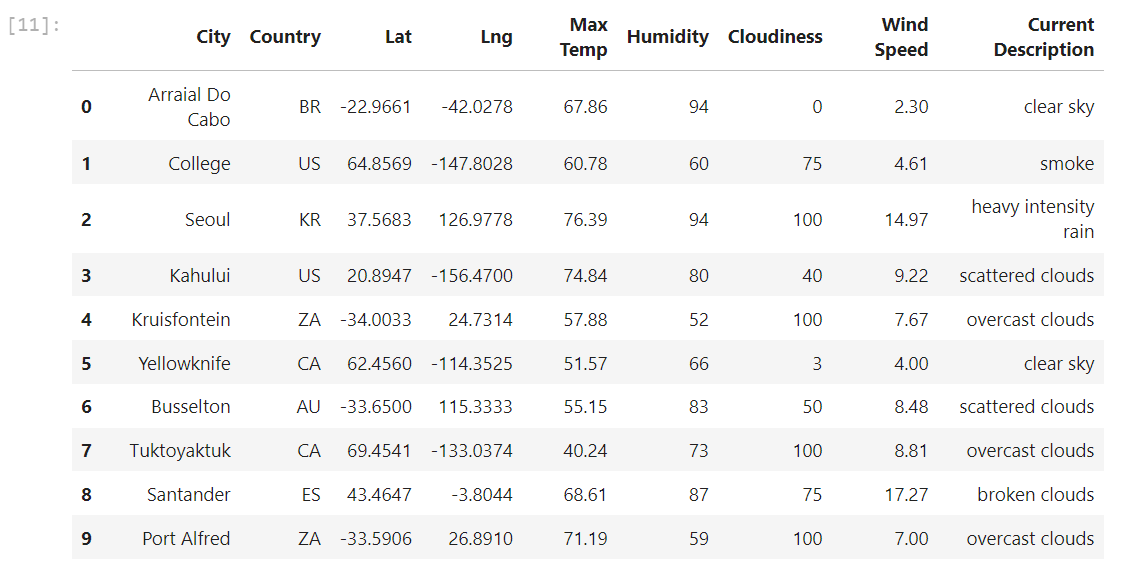 [11]:
City Country Lat Lng Max Temp Humidity Cloudiness Wind Speed Current Description
0 Arraial Do Cabo BR -22.9661 -42.0278 67.86 94 0 2.30 clear sky
1 College US 64.8569 -147.8028 60.78 60 75 4.61 smoke
2 Seoul KR 37.5683 126.9778 76.39 94 100 14.97 heavy intensity rain
3 Kahului US 20.8947 -156.4700 74.84 80 40 9.22 scattered clouds
4 Kruisfontein ZA -34.0033 24.7314 57.88 52 100 7.67 overcast clouds
5 Yellowknife CA 62.4560 -114.3525 51.57 66 3 4.00 clear sky
6 Busselton AU -33.6500 115.3333 55.15 83 50 8.48 scattered clouds
7 Tuktoyaktuk CA 69.4541 -133.0374 40.24 73 100 8.81 overcast clouds
8 Santander ES 43.4647 -3.8044 68.61 87 75 17.27 broken clouds
9 Port Alfred ZA -33.5906 26.8910 71.19 59 100 7.00 overcast clouds